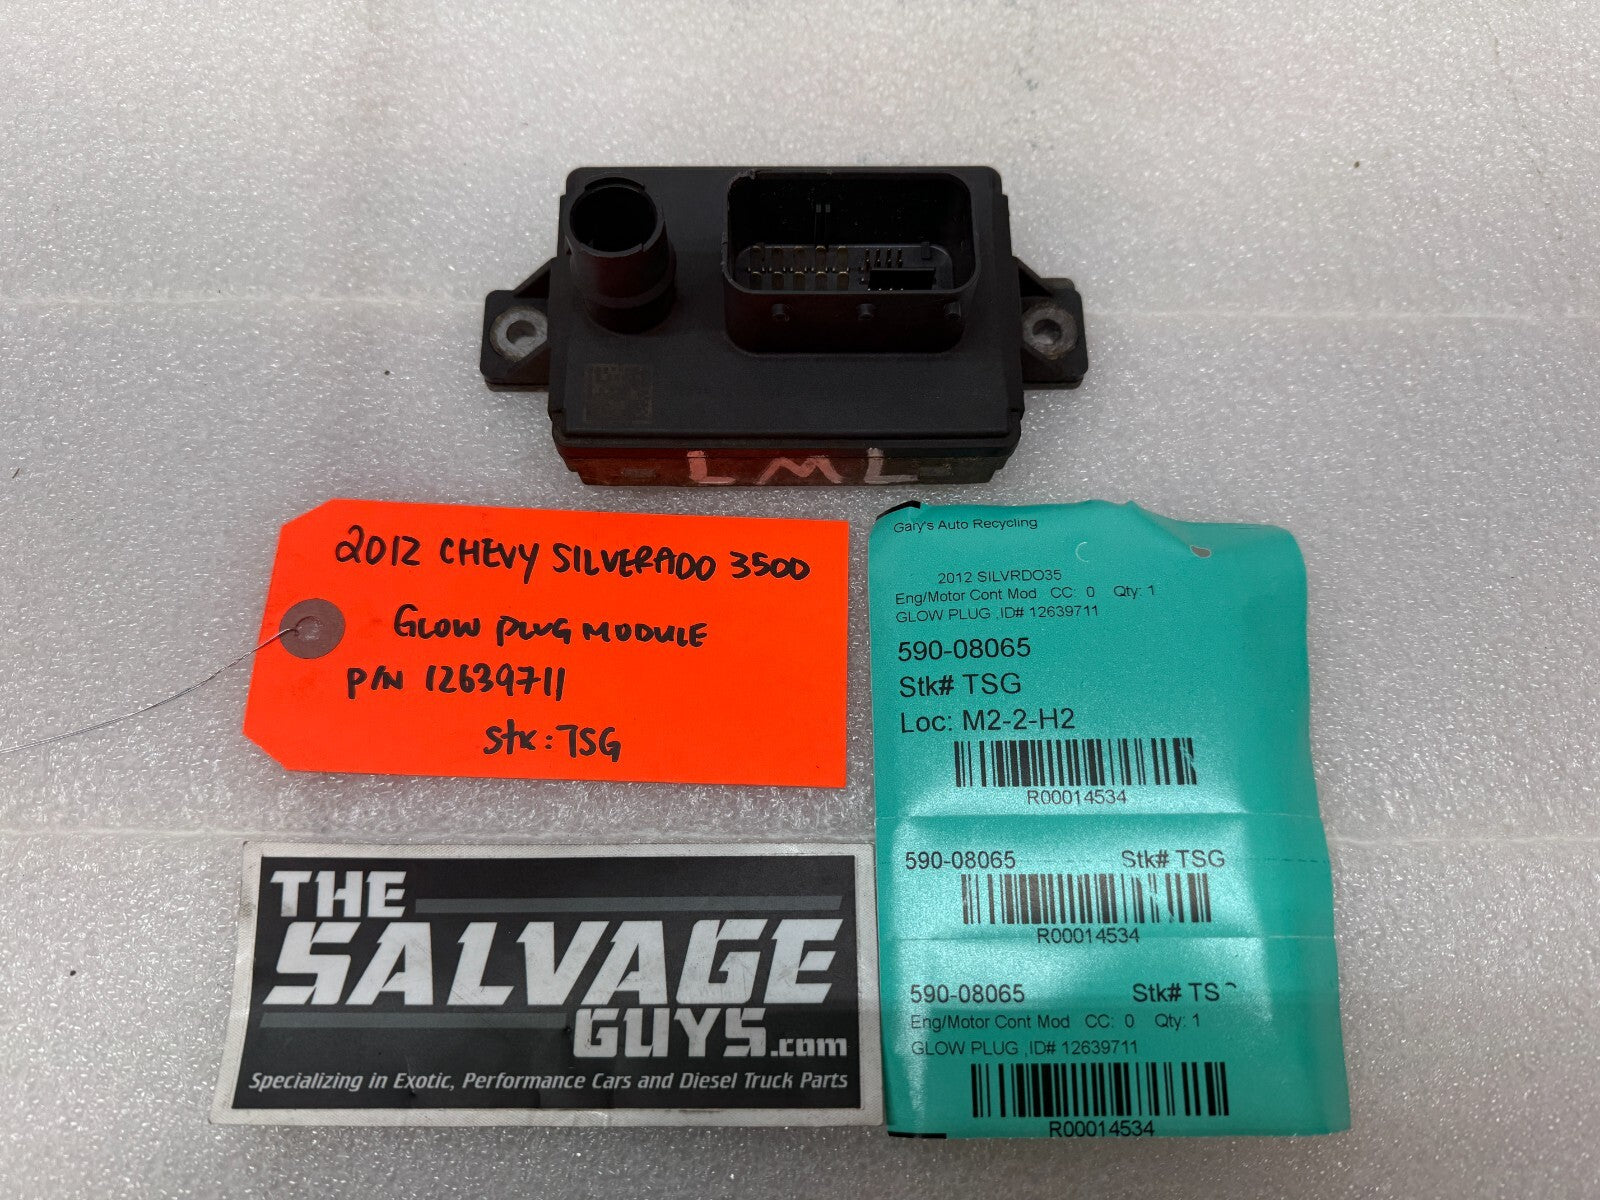 LML
2012 CHEVY SILVERADO 3500
GLOW PLUG MODULE
P/N 12639711
Stk: TSG
Gary's Auto Recycling
2012 SILVRDO35
Eng/Motor Cont Mod CC: 0 Qty: 1
GLOW PLUG ,ID# 12639711
590-08065
Stk# TSG
Loc: M2-2-H2
R00014534
590-08065 Stk# TSG
R00014534
590-08065 Stk# TS
Eng/Motor Cont Mod CC: 0 Qty: 1
GLOW PLUG ,ID# 12639711
R00014534
THE
SALVAGE
GUYS.com
Specializing in Exotic, Performance Cars and Diesel Truck Parts